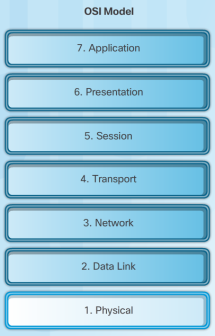 OSI Model
7. Application
6. Presentation
5. Session
4. Transport
3. Network
2. Data Link
1. Physical